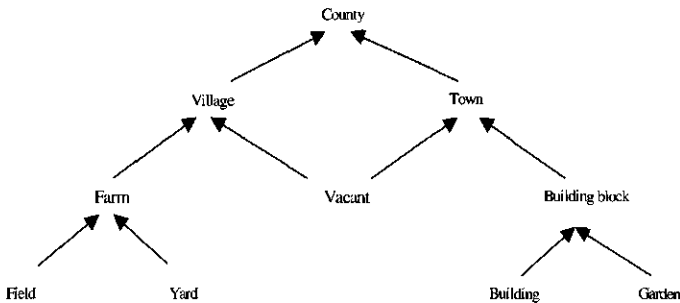 County
Village
Town
Farm
Vacant
Building block
Field
Yard
Building
Garden